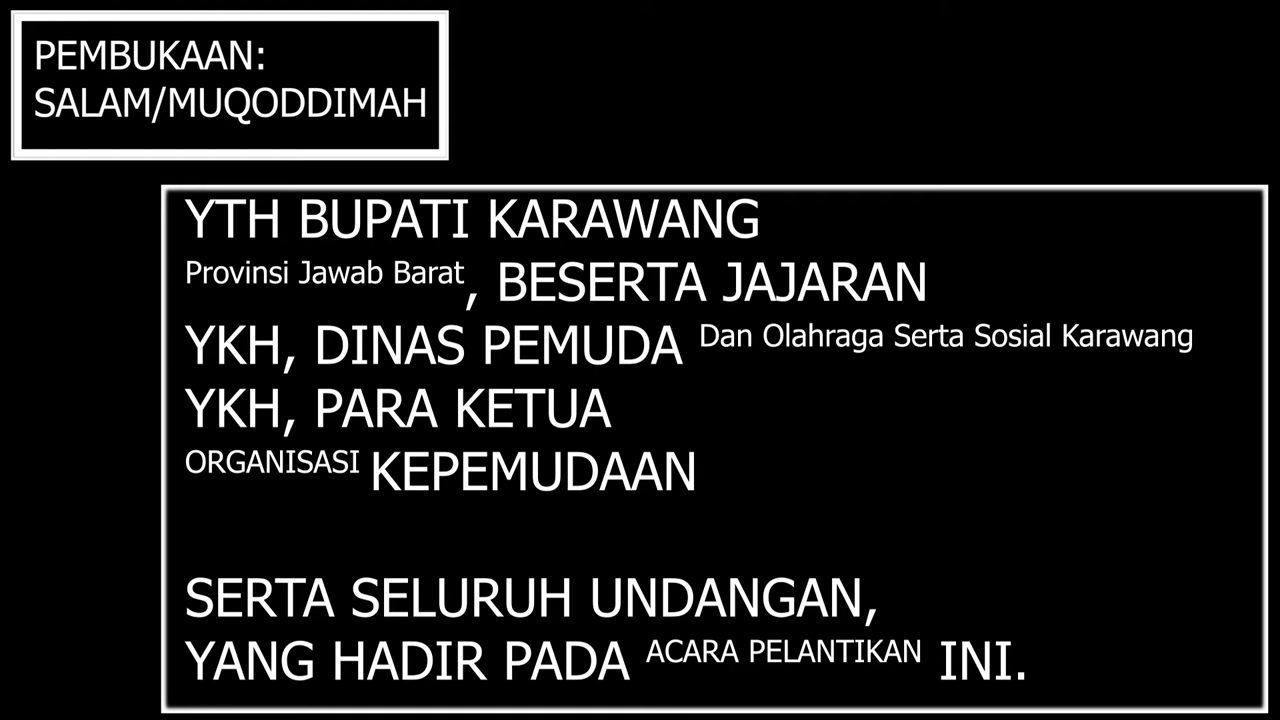 PEMBUKAAN:
SALAM/MUQODDIMAH
YTH BUPATI KARAWANG
Provinsi Jawab Barat, BESERTA JAJARAN
YKH, DINAS PEMUDA Dan Olahraga Serta Sosial Karawang
YKH, PARA KETUA
ORGANISASI KEPEMUDAAN
SERTA SELURUH UNDANGAN,
YANG HADIR PADA ACARA PELANTIKAN INI.